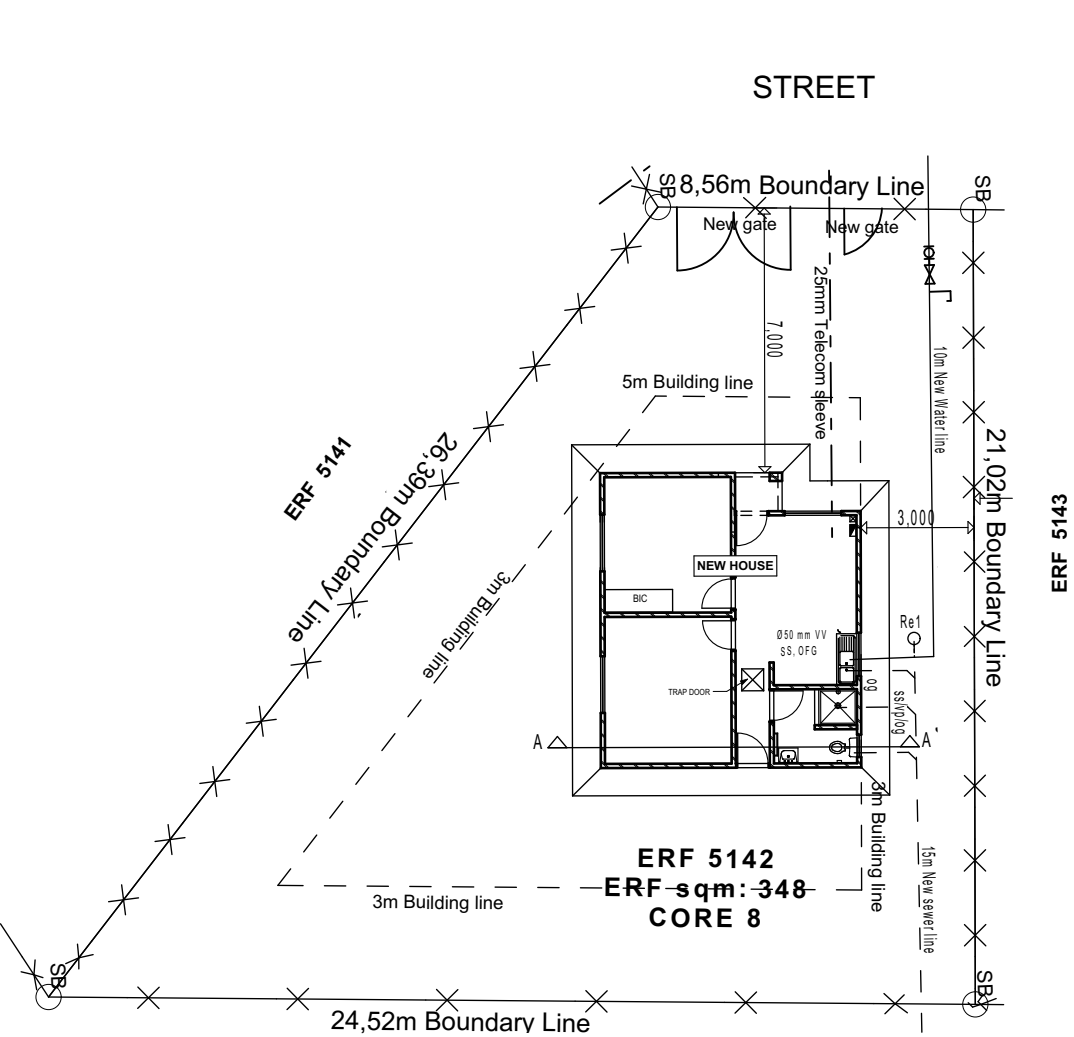 STREET
SB
8,56m Boundary Line
SB
New gate
New gate
25mm Telecom sleeve
7,000
10m New Water line
5m Building line
26,39m Boundary Line
ERF 5141
21,02m Boundary Line
ERF 5143
3,000
NEW HOUSE
3m Building line
BIC
Re1
Ø50 mm VV
SS, OFG
TRAP DOOR
og
ss/vp/og
A
A'
3m Building line
ERF 5142
ERF sqm: 348
CORE 8
15m New sewer line
3m Building line
SB
SB
24,52m Boundary Line